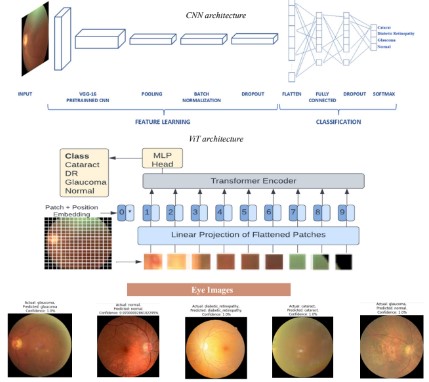 CNN architecture
Cataract
Diabetic Retinopathy
Glaucoma
Normal
INPUT
VGG-16
PRETRAINED CNN
POOLING
BATCH
NORMALIZATION
DROPOUT
FLATTEN
FULLY
CONNECTED
DROPOUT
SOFTMAX
FEATURE LEARNING
CLASSIFICATION
ViT architecture
Class
Cataract
DR
Glaucoma
Normal
MLP
Head
Transformer Encoder
Patch + Position
Embedding
0 * 1 2 3 4 5 6 7 8 9
Linear Projection of Flattened Patches
Eye Images
Actual glaucoma,
Predicted glaucoma,
Confidence: 1.0%
Actual normal,
Predicted normal,
Actual diabetic_retinopathy,
Predicted diabetic_retinopathy,
Confidence: 1.0%
Actual cataract,
Predicted cataract
Confidence: 1.0%
Actual glaucoma,
Predicted normal
Confidence: 1.0%